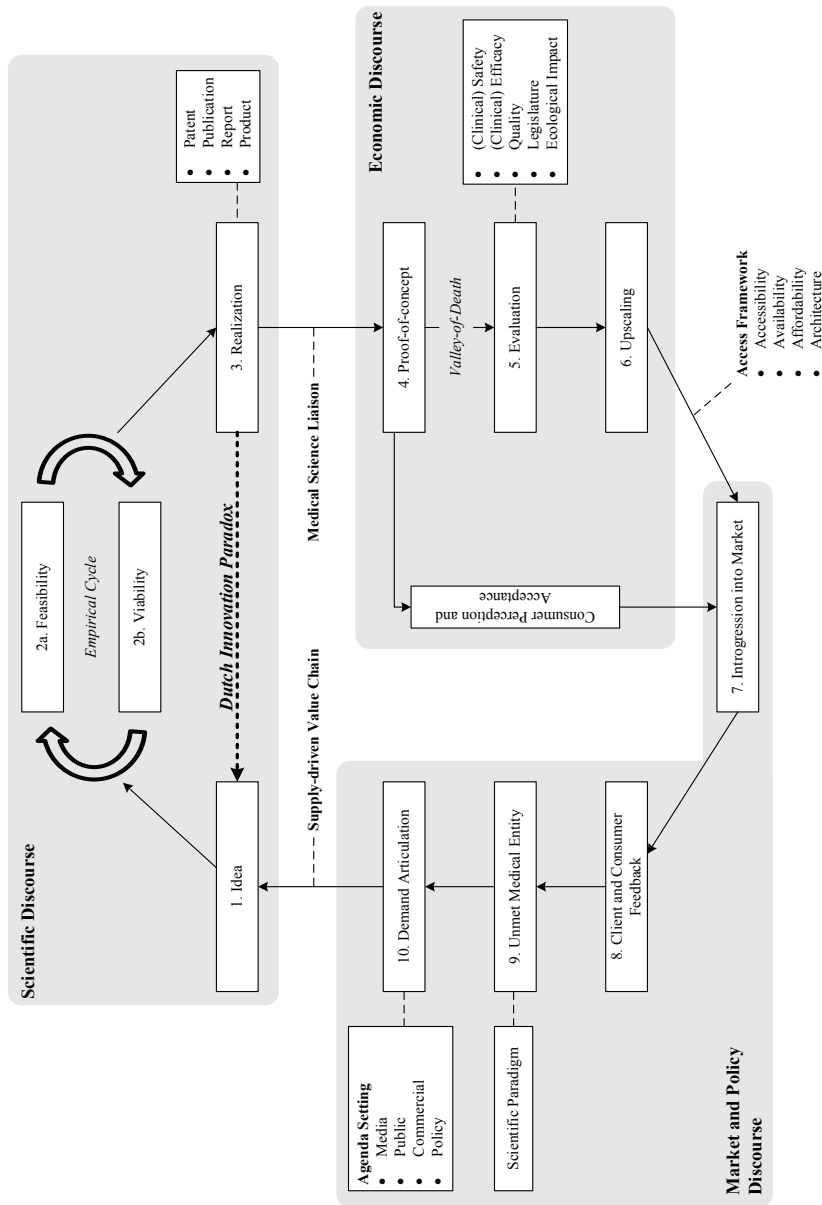 Scientific Discourse
2a. Feasibility
Empirical Cycle
2b. Viability
1. Idea
Dutch Innovation Paradox
3. Realization
• Patent
• Publication
• Report
• Product
Supply-driven Value Chain
Medical Science Liaison
Economic Discourse
4. Proof-of-concept
Valley-of-Death
5. Evaluation
• (Clinical) Safety
• (Clinical) Efficacy
• Quality
• Legislature
• Ecological Impact
6. Upscaling
Consumer Perception and
Acceptance
Access Framework
• Accessibility
• Availability
• Affordability
• Architecture
7. Introgression into Market
8. Client and Consumer
Feedback
9. Unmet Medical Entity
Scientific Paradigm
10. Demand Articulation
Agenda Setting
• Media
• Public
• Commercial
• Policy
Market and Policy
Discourse